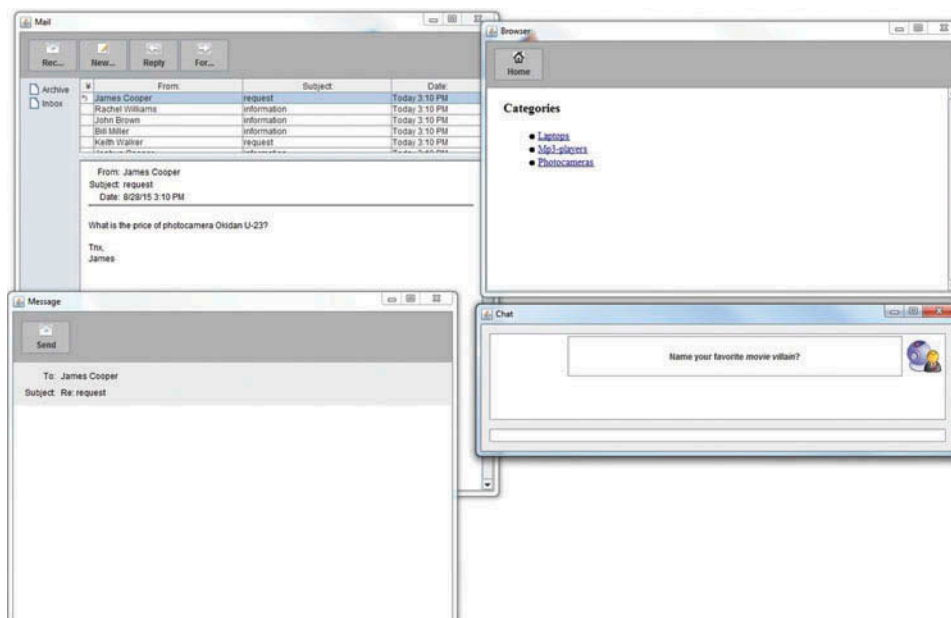 Mail
Rec... New... Reply For...
Archive
Inbox
From: Subject: Date:
James Cooper request Today 3:10 PM
Rachel Williams information Today 3:10 PM
John Brown information Today 3:10 PM
Bill Miller information Today 3:10 PM
Keith Walker request Today 3:10 PM
From: James Cooper
Subject: request
Date: 8/28/15 3:10 PM
What is the price of photocamera Okidan U-23?
Tnx,
James
Browser
Home
Categories
Laptops
Mp3-players
Photocameras
Message
Send
To: James Cooper
Subject: Re: request
Chat
Name your favorite movie villain?